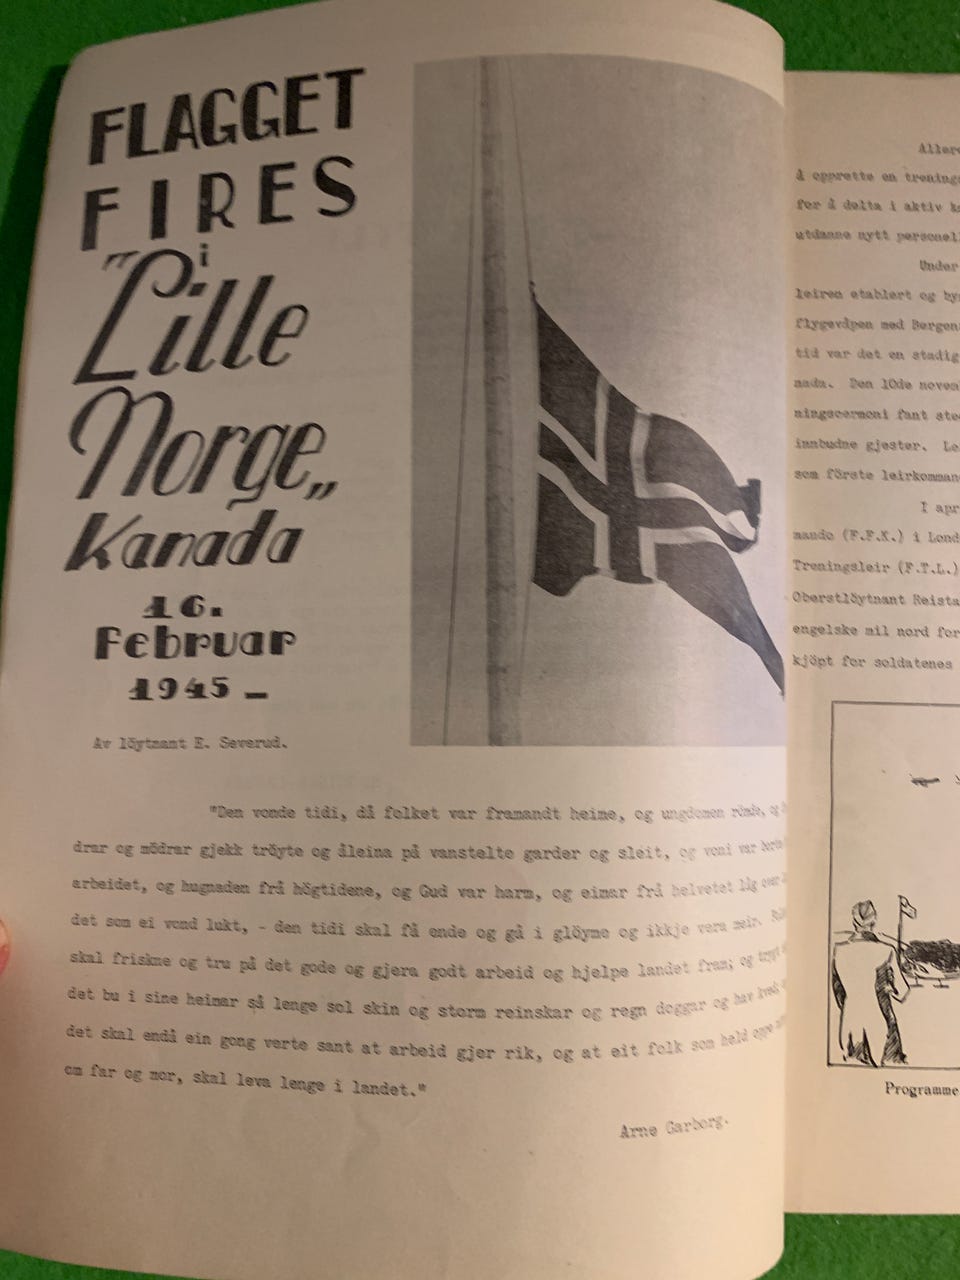 FLAGGET
FIRES
i
"Lille
Norge„
Kanada
16.
Februar
1945 –
Av löytnant E. Severud.
"Den vonde tidi, då folket var framandt heime, og ungdomen römde, og
drar og mödrar gjekk tröyte og åleina på vanstelte garder og sleit, og voni var borte
arbeidet, og hugnaden frå högtidene, og Gud var harm, og eimar frå helvetet låg over
det som ei vond lukt, - den tidi skal få ende og gå i glöyme og ikkje vera meir.
skal friskne og tru på det gode og gjera godt arbeid og hjelpe landet fram; og trygt
det bu i sine heimar så lenge sol skin og storm reinskar og regn doggar og hav
det skal endå ein gong verte sant at arbeid gjer rik, og at eit folk som held oppe
om far og mor, skal leva lenge i landet."
Arne Garborg.
Aller
å opprette en trenings
for å delta i aktiv
utdanne nytt personel
Under
leiren etablert og
flygevåpen med Bergen
tid var det en stadig
nada. Den 10de novem
ningscermoni fant ste
innbudne gjester.
som förste leirkomman
I apr
mando (F.F.K.) i Lond
Treningsleir (F.T.L.)
Oberstlöytnant Reista
engelske mil nord for
kjöpt for soldatenes
Programme